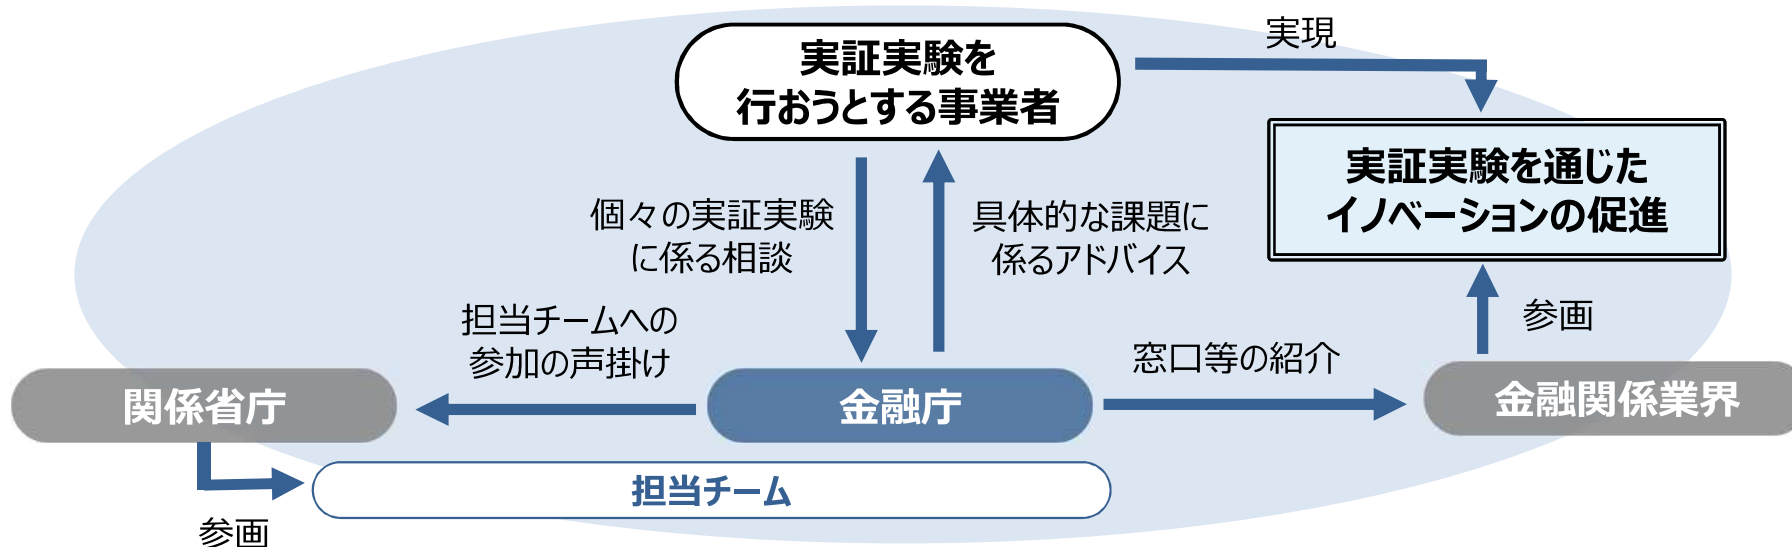 実現
実証実験を
行おうとする事業者
実証実験を通じた
イノベーションの促進
個々の実証実験
に係る相談
具体的な課題に
係るアドバイス
担当チームへの
参加の声掛け
窓口等の紹介
参画
関係省庁
金融庁
金融関係業界
担当チーム
参画